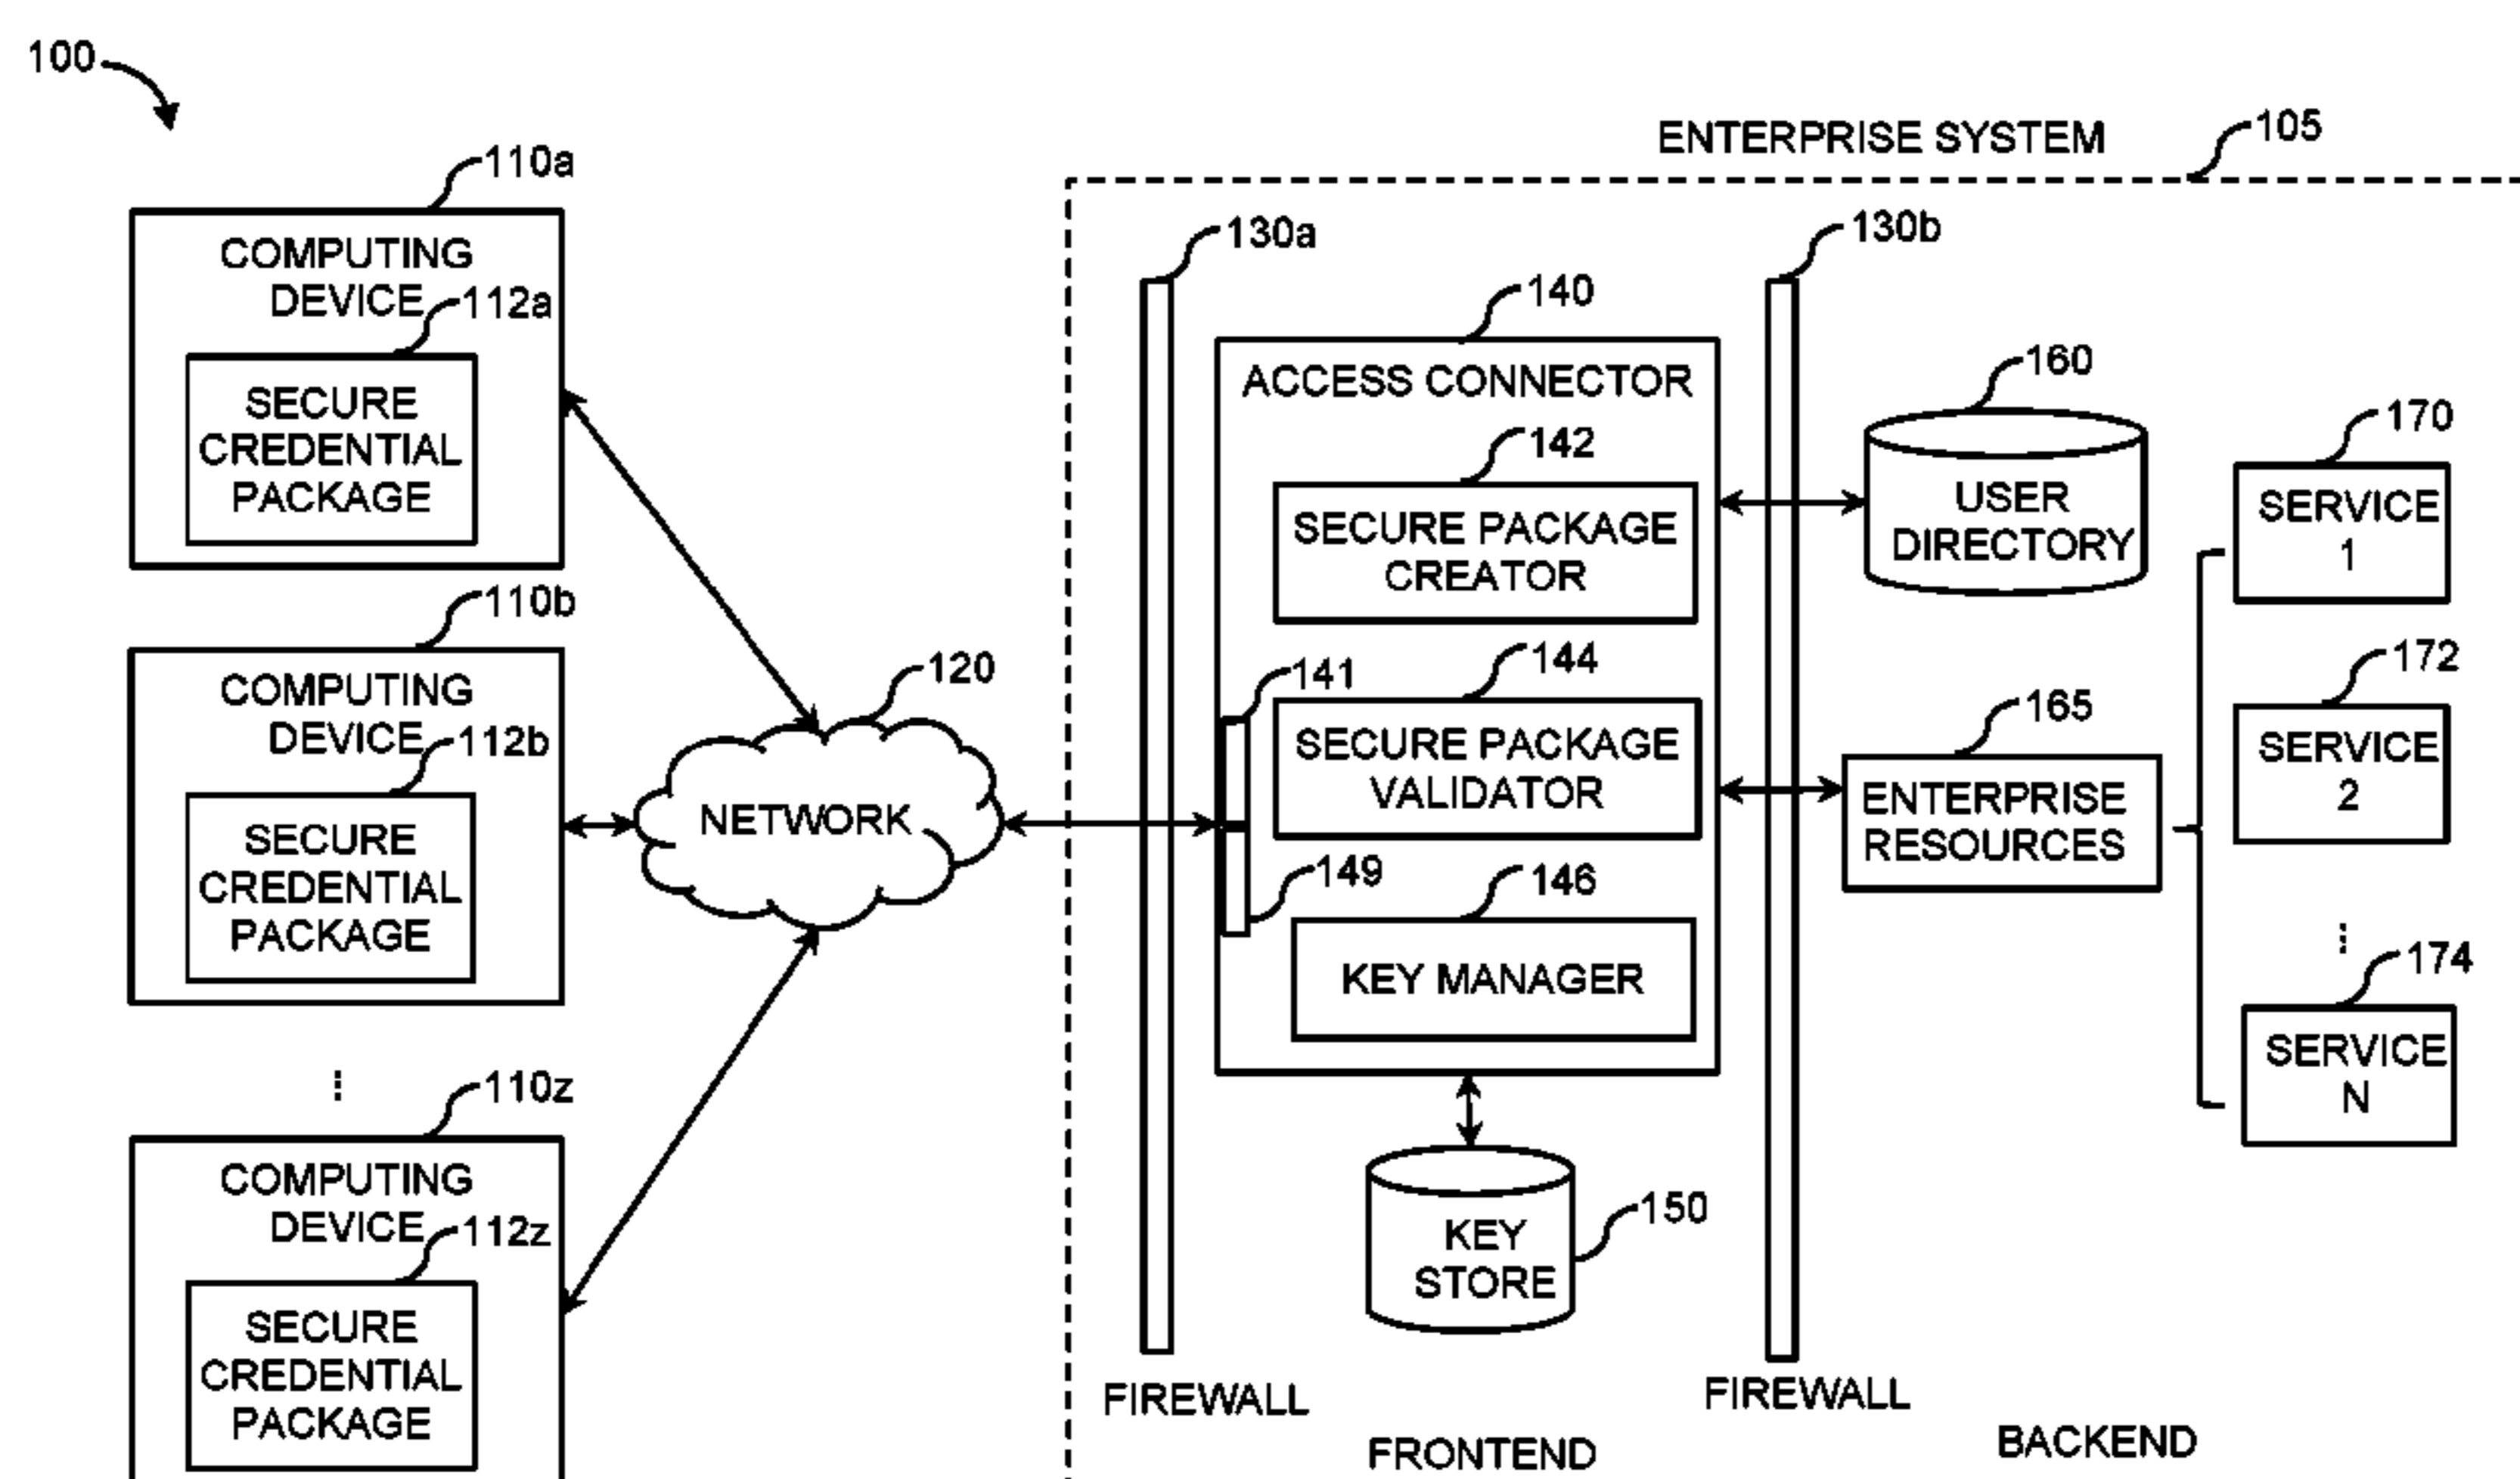 100
110a
COMPUTING
DEVICE
112a
SECURE
CREDENTIAL
PACKAGE
110b
COMPUTING
DEVICE
112b
SECURE
CREDENTIAL
PACKAGE
110z
COMPUTING
DEVICE
112z
SECURE
CREDENTIAL
PACKAGE
120
NETWORK
ENTERPRISE SYSTEM
105
130a
FIREWALL
140
ACCESS CONNECTOR
142
SECURE PACKAGE
CREATOR
141
144
SECURE PACKAGE
VALIDATOR
149
146
KEY MANAGER
150
KEY
STORE
FRONTEND
130b
FIREWALL
160
USER
DIRECTORY
165
ENTERPRISE
RESOURCES
170
SERVICE
1
172
SERVICE
2
174
SERVICE
N
BACKEND